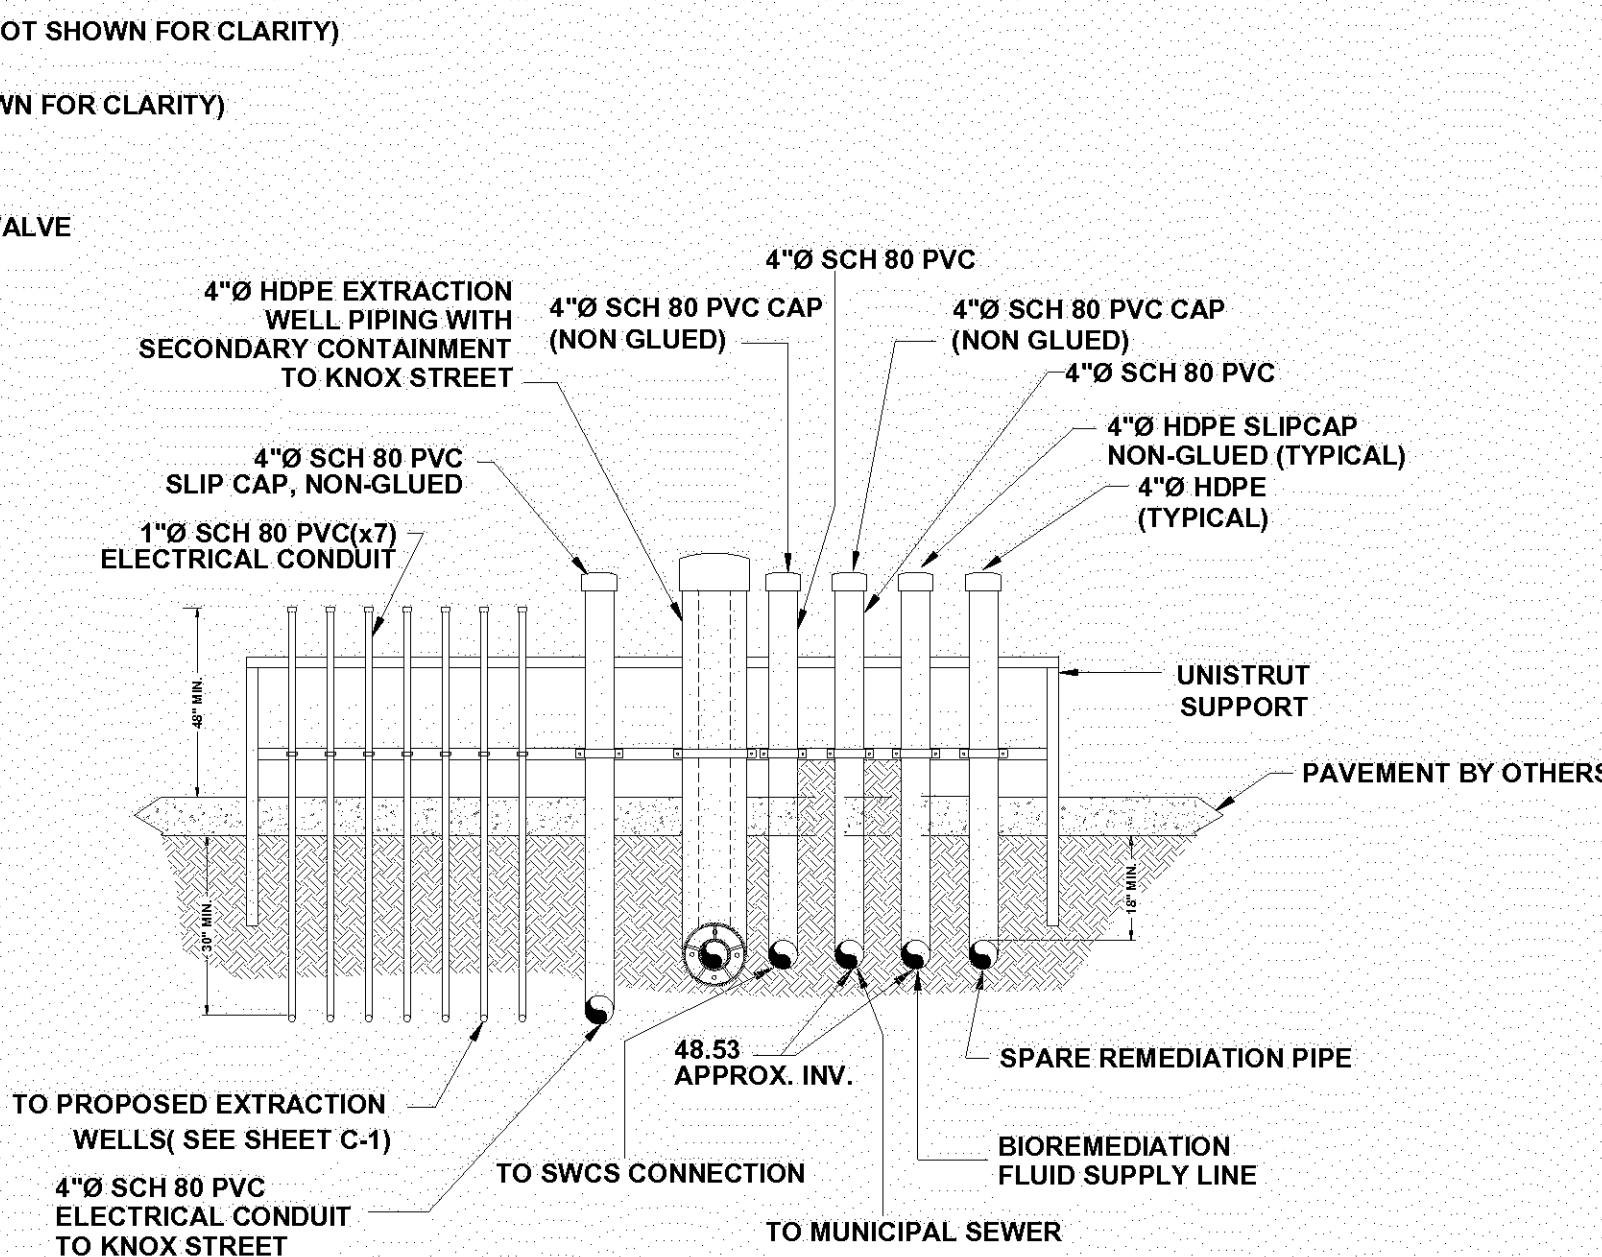 OT SHOWN FOR CLARITY)
WN FOR CLARITY)
VALVE
4"Ø SCH 80 PVC
4"Ø HDPE EXTRACTION
WELL PIPING WITH
SECONDARY CONTAINMENT
TO KNOX STREET
4"Ø SCH 80 PVC CAP
(NON GLUED)
4"Ø SCH 80 PVC CAP
(NON GLUED)
4"Ø SCH 80 PVC
4"Ø HDPE SLIPCAP
NON-GLUED (TYPICAL)
4"Ø HDPE
(TYPICAL)
4"Ø SCH 80 PVC
SLIP CAP, NON-GLUED
1"Ø SCH 80 PVC(x7)
ELECTRICAL CONDUIT
48" MIN.
UNISTRUT
SUPPORT
PAVEMENT BY OTHERS
30" MIN.
18" MIN.
48.53
APPROX. INV.
SPARE REMEDIATION PIPE
TO PROPOSED EXTRACTION
WELLS( SEE SHEET C-1)
TO SWCS CONNECTION
BIOREMEDIATION
FLUID SUPPLY LINE
4"Ø SCH 80 PVC
ELECTRICAL CONDUIT
TO KNOX STREET
TO MUNICIPAL SEWER